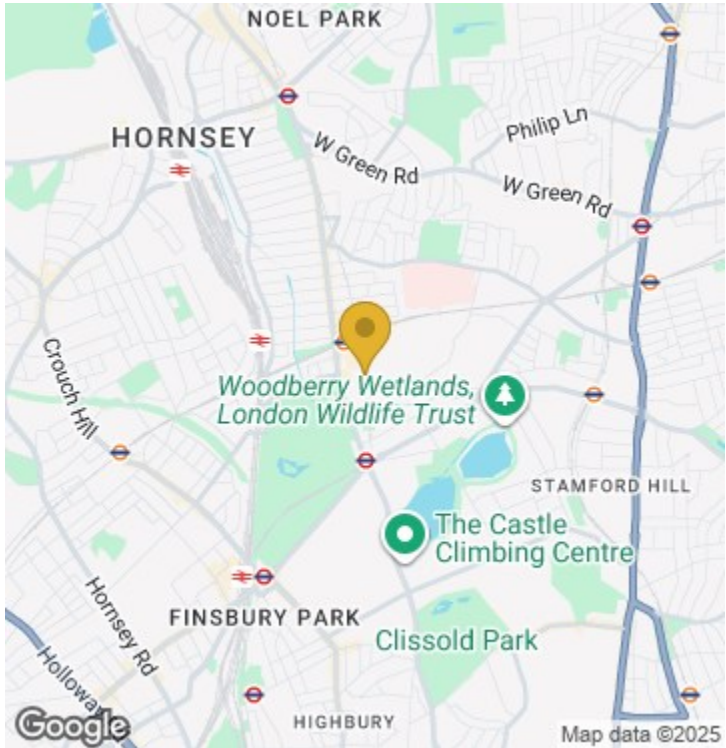 NOEL PARK
HORNSEY
Philip Ln
W Green Rd
W Green Rd
Crouch Hill
Woodberry Wetlands,
London Wildlife Trust
STAMFORD HILL
The Castle
Climbing Centre
Hornsey Rd
FINSBURY PARK
Clissold Park
Holloway
HIGHBURY
Google
Map data ©2025